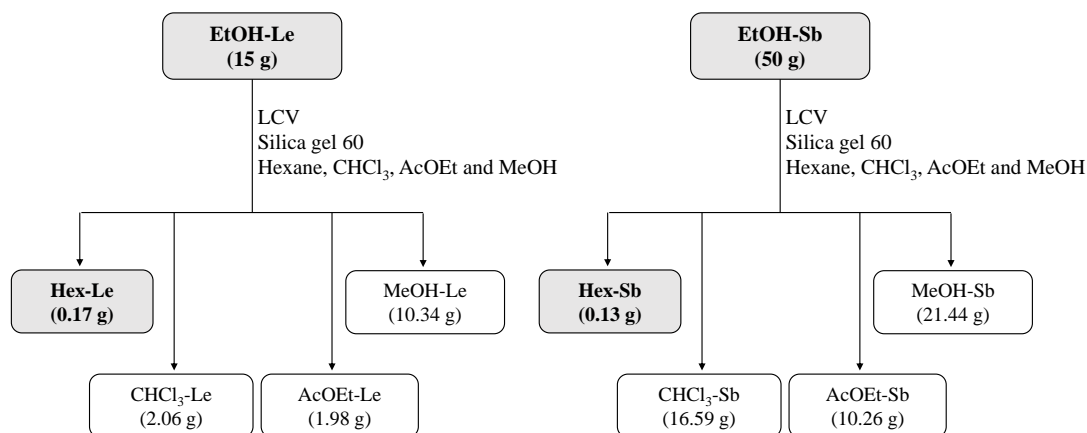 EtOH-Le
(15 g)
EtOH-Sb
(50 g)
LCV
Silica gel 60
Hexane, CHCl₃, AcOEt and MeOH
LCV
Silica gel 60
Hexane, CHCl₃, AcOEt and MeOH
Hex-Le
(0.17 g)
MeOH-Le
(10.34 g)
Hex-Sb
(0.13 g)
MeOH-Sb
(21.44 g)
CHCl₃-Le
(2.06 g)
AcOEt-Le
(1.98 g)
CHCl₃-Sb
(16.59 g)
AcOEt-Sb
(10.26 g)